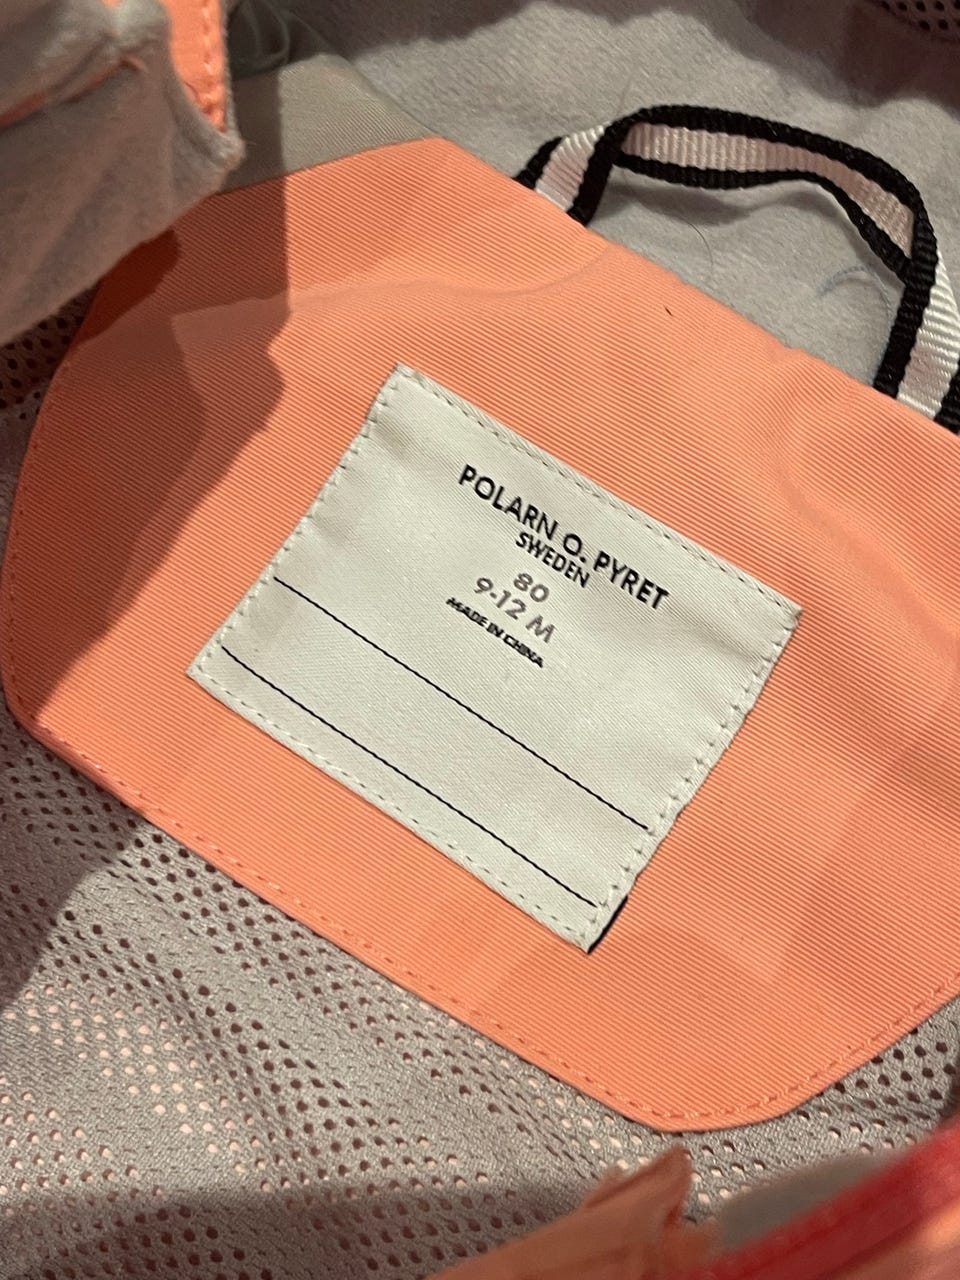 POLARN O. PYRET
SWEDEN
80
9-12 M
MADE IN CHINA